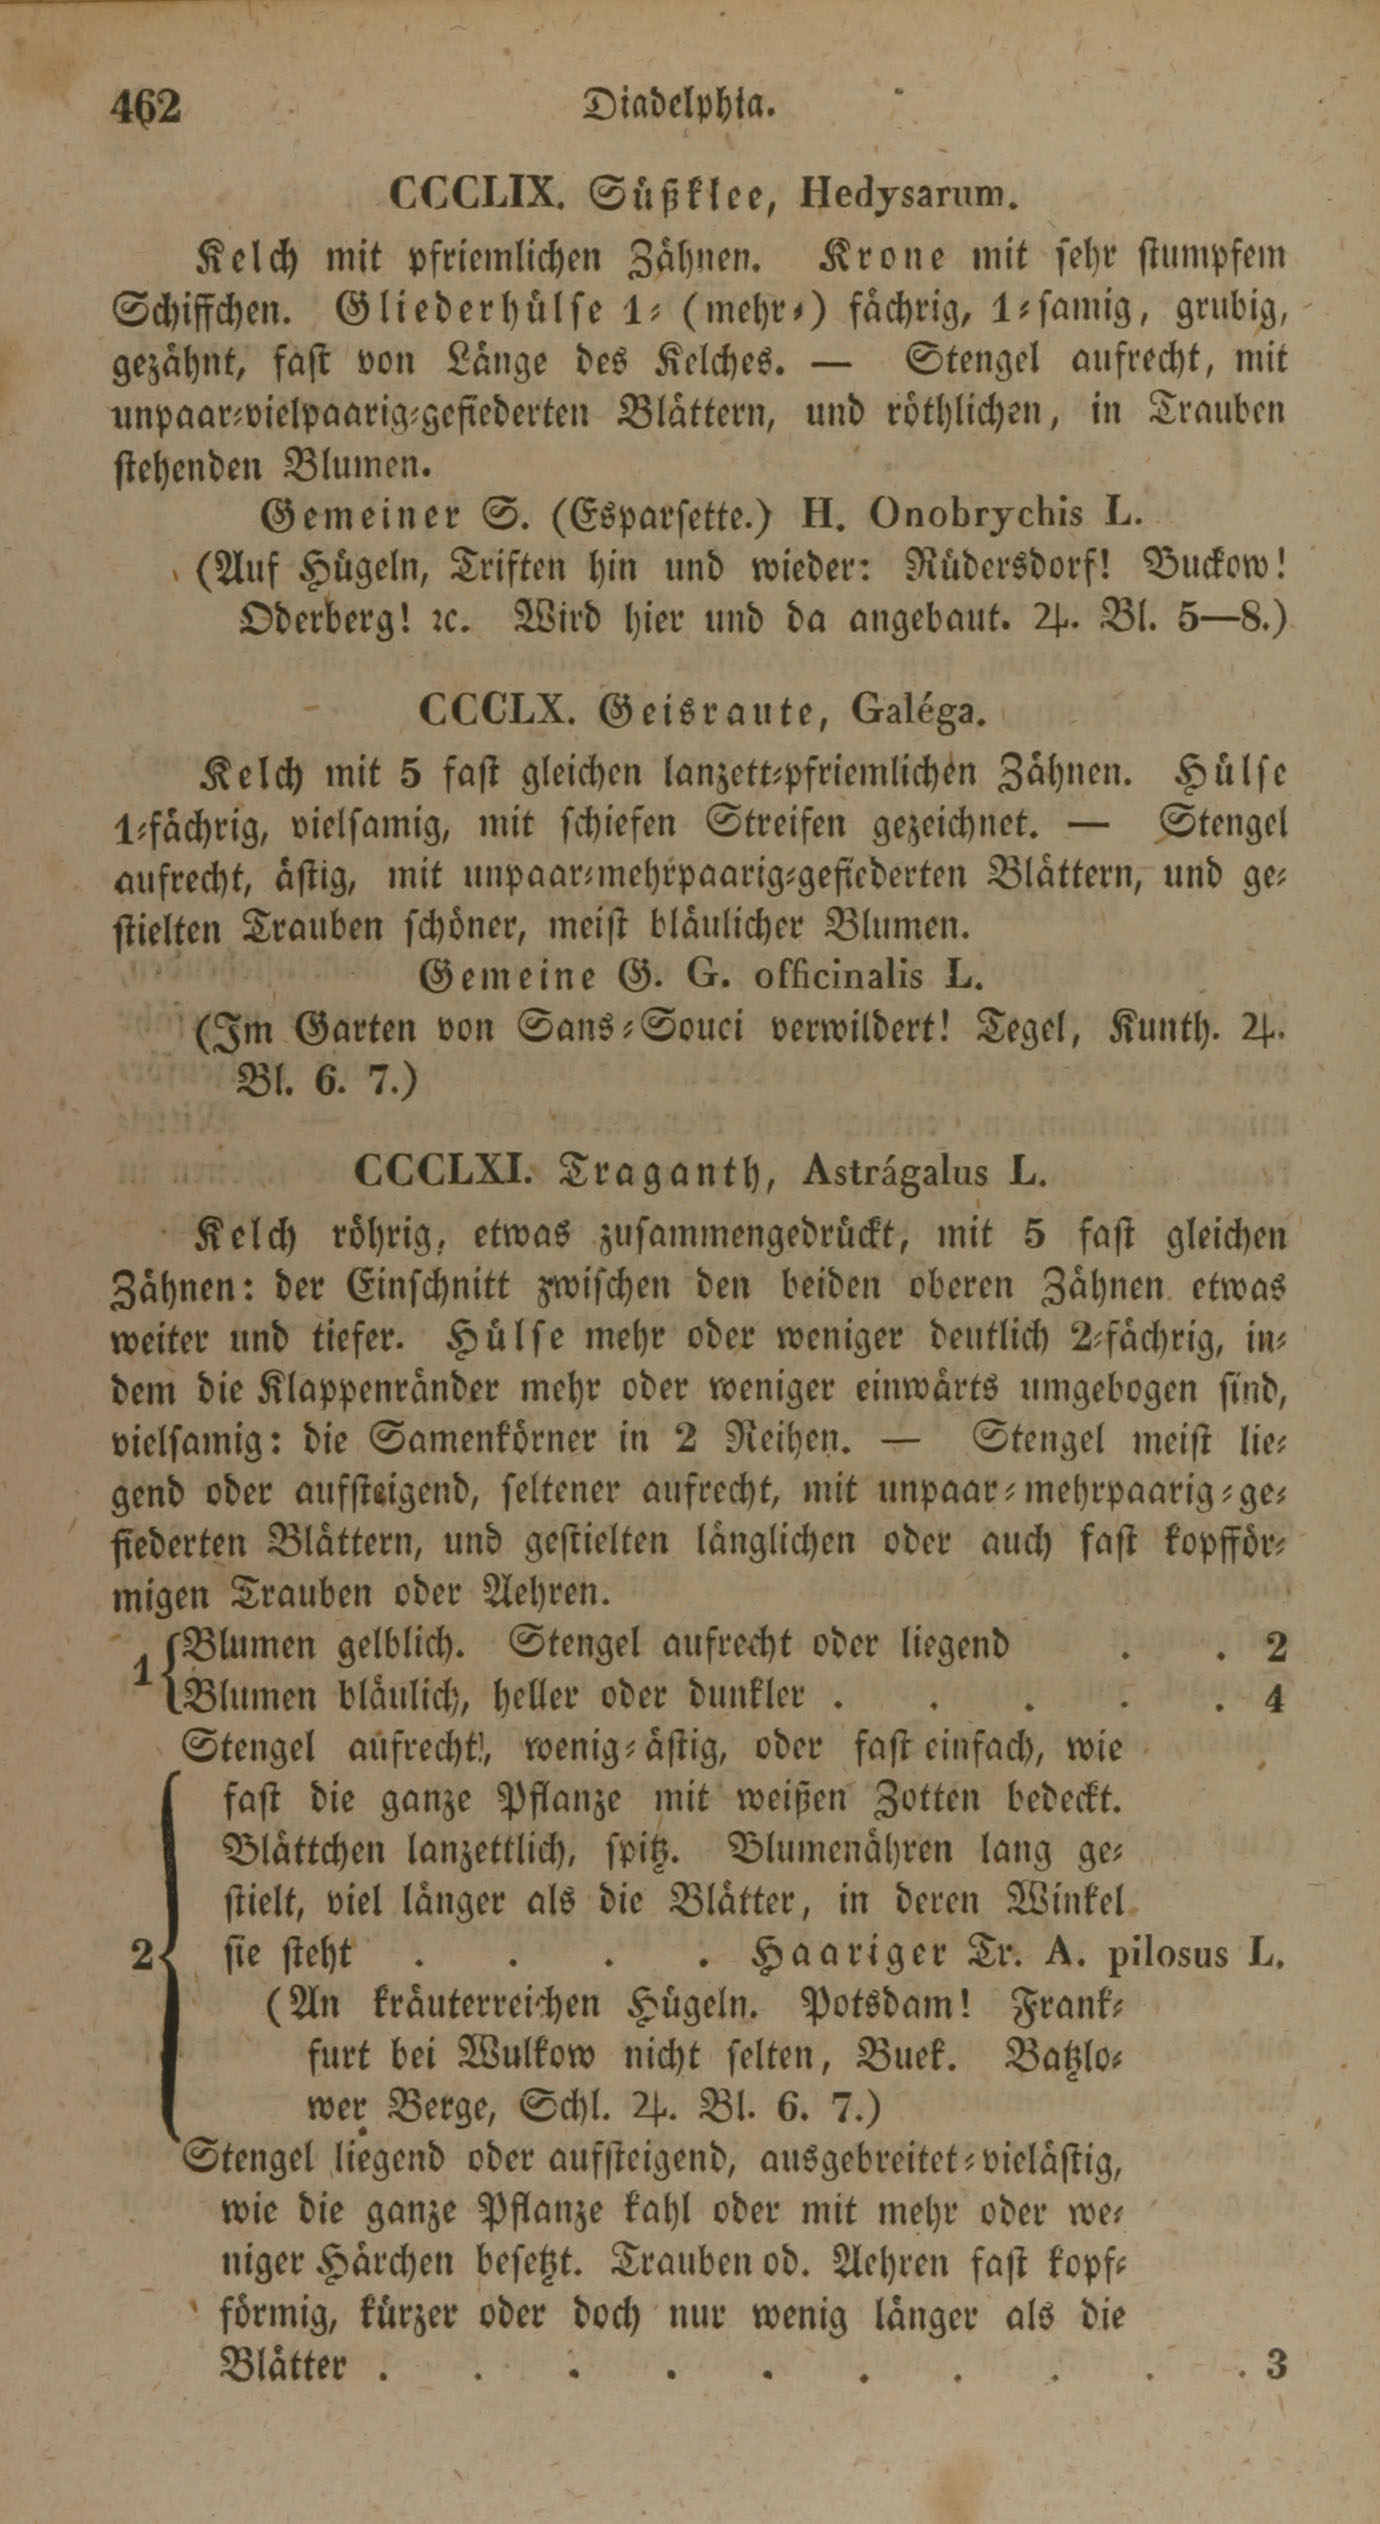 462 Diadelphia.
CCCLIX. Süßklee, Hedysarum.
Kelch mit pfriemlichen Zähnen. Krone mit sehr stumpfem
Schiffchen. Gliederhülse 1- (mehr-) fächrig, 1-samig, grubig,
gezähnt, fast von Länge des Kelches. — Stengel aufrecht, mit
unpaar-vielpaarig-gefiederten Blättern, und röthlichen, in Trauben
stehenden Blumen.
Gemeiner S. (Esparsette.) H. Onobrychis L.
(Auf Hügeln, Triften hin und wieder: Rüdersdorf! Buckow!
Oderberg! ꝛc. Wird hier und da angebaut. ♃. Bl. 5—8.)
CCCLX. Geisraute, Galéga.
Kelch mit 5 fast gleichen lanzett-pfriemlichen Zähnen. Hülse
1-fächrig, vielsamig, mit schiefen Streifen gezeichnet. — Stengel
aufrecht, ästig, mit unpaar-mehrpaarig-gefiederten Blättern, und ge-
stielten Trauben schöner, meist bläulicher Blumen.
Gemeine G. G. officinalis L.
(Im Garten von Sans-Souci verwildert! Tegel, Kunth. ♃.
Bl. 6. 7.)
CCCLXI. Traganth, Astrágalus L.
Kelch röhrig, etwas zusammengedrückt, mit 5 fast gleichen
Zähnen: der Einschnitt zwischen den beiden oberen Zähnen etwas
weiter und tiefer. Hülse mehr oder weniger deutlich 2-fächrig, in-
dem die Klappenränder mehr oder weniger einwärts umgebogen sind,
vielsamig: die Samenkörner in 2 Reihen. — Stengel meist lie-
gend oder aufsteigend, seltener aufrecht, mit unpaar-mehrpaarig-ge-
fiederten Blättern, und gestielten länglichen oder auch fast kopfför-
migen Trauben oder Aehren.
1 { Blumen gelblich. Stengel aufrecht oder liegend . . 2
Blumen bläulich, heller oder dunkler . . . . . 4
Stengel aufrecht, wenig-ästig, oder fast einfach, wie
fast die ganze Pflanze mit weißen Zotten bedeckt.
Blättchen lanzettlich, spitz. Blumenähren lang ge-
stielt, viel länger als die Blätter, in deren Winkel
2 { sie steht . . . . Haariger Tr. A. pilosus L.
(An kräuterreichen Hügeln. Potsdam! Frank-
furt bei Wulkow nicht selten, Buek. Batzlo-
wer Berge, Schl. ♃. Bl. 6. 7.)
Stengel liegend oder aufsteigend, ausgebreitet-vielästig,
wie die ganze Pflanze kahl oder mit mehr oder we-
niger Härchen besetzt. Trauben od. Aehren fast kopf-
förmig, kürzer oder doch nur wenig länger als die
Blätter . . . . . . . . . . 3